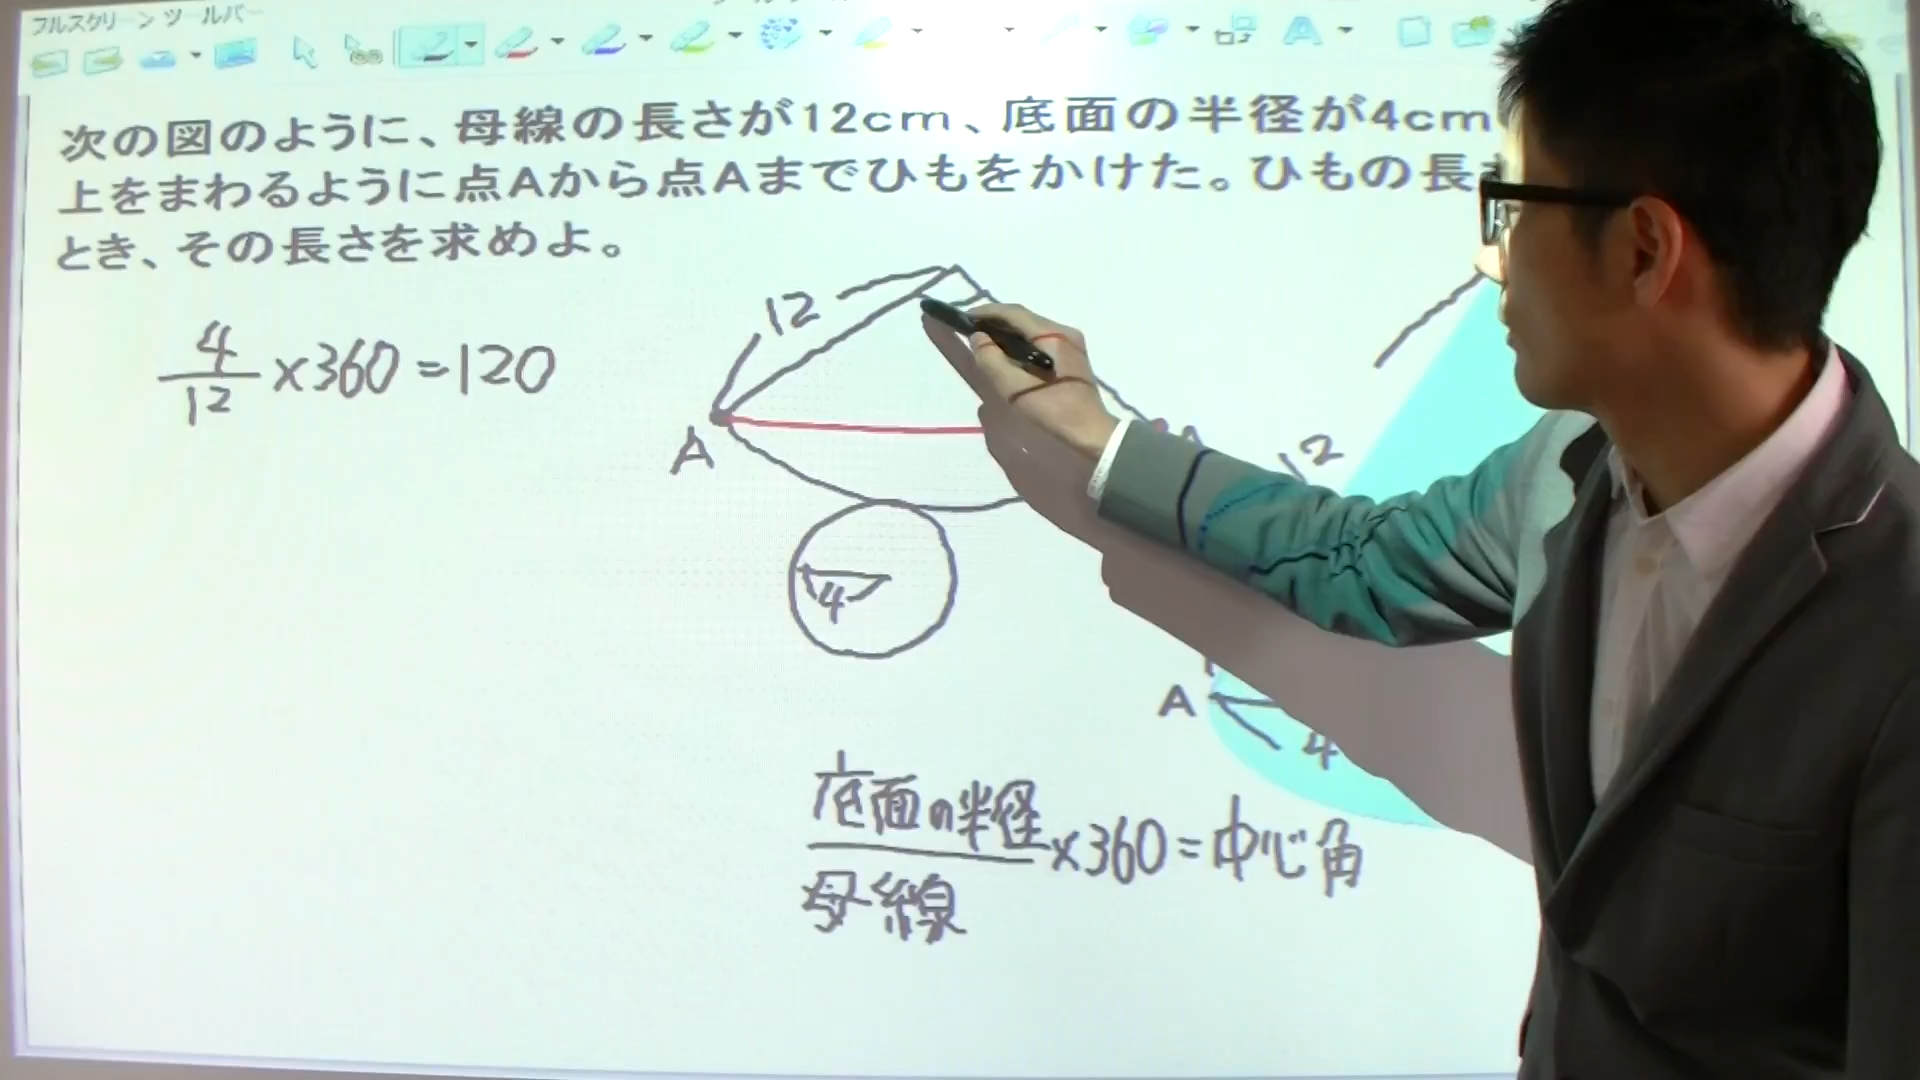 フルスクリーン ツールバー
次の図のように、母線の長さが12cm、底面の半径が4cm
上をまわるように点Aから点Aまでひもをかけた。ひもの長さ
とき、その長さを求めよ。
4/12 ×360=120
12
A
4
12
A
4
底面の半径/母線 ×360=中心角